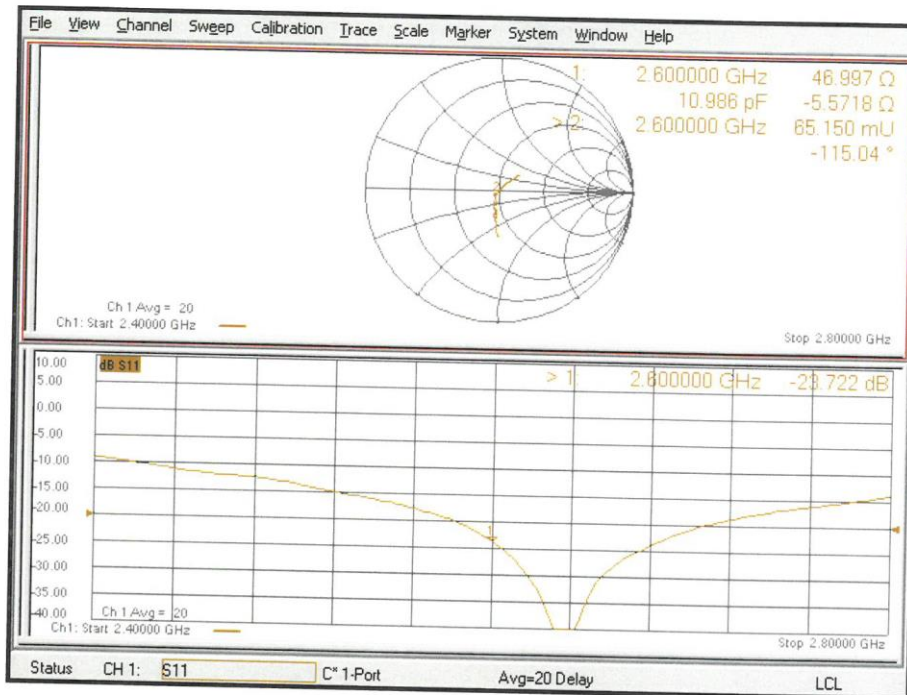 File View Channel Sweep Calibration Trace Scale Marker System Window Help
1: 2.600000 GHz 46.997 Ω
10.986 pF -5.5718 Ω
> 2: 2.600000 GHz 65.150 mU
-115.04 °
Ch 1 Avg = 20
Ch1: Start 2.40000 GHz
Stop 2.80000 GHz
10.00
dB S11
> 1: 2.600000 GHz -23.722 dB
5.00
0.00
-5.00
-10.00
-15.00
-20.00
-25.00
1
-30.00
-35.00
-40.00
Ch 1 Avg = 20
Ch1: Start 2.40000 GHz
Stop 2.80000 GHz
Status CH 1: S11 C* 1-Port Avg=20 Delay LCL